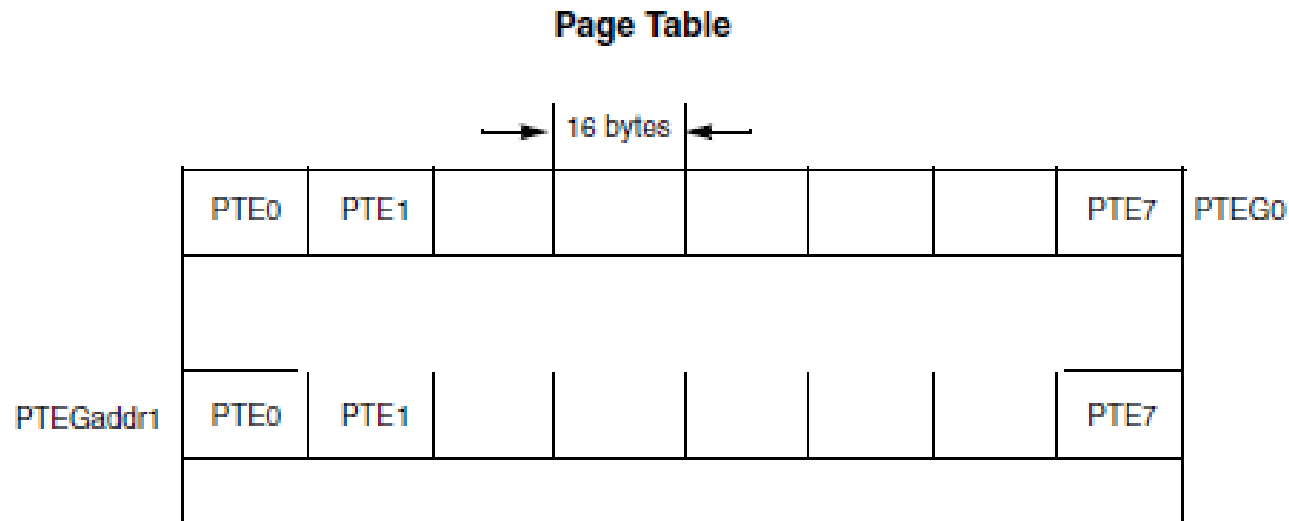 Page Table
16 bytes
PTE0 PTE1 PTE7 PTEG0
PTEGaddr1 PTE0 PTE1 PTE7